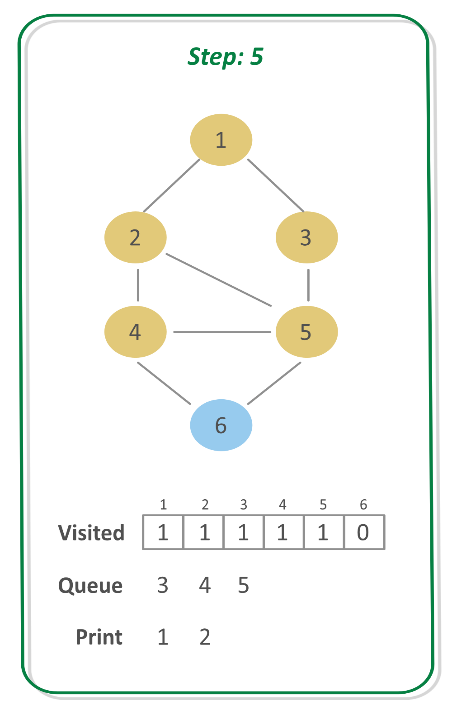 Step: 5
1
2 3
4 5
6
1 2 3 4 5 6
Visited 1 1 1 1 1 0
Queue 3 4 5
Print 1 2